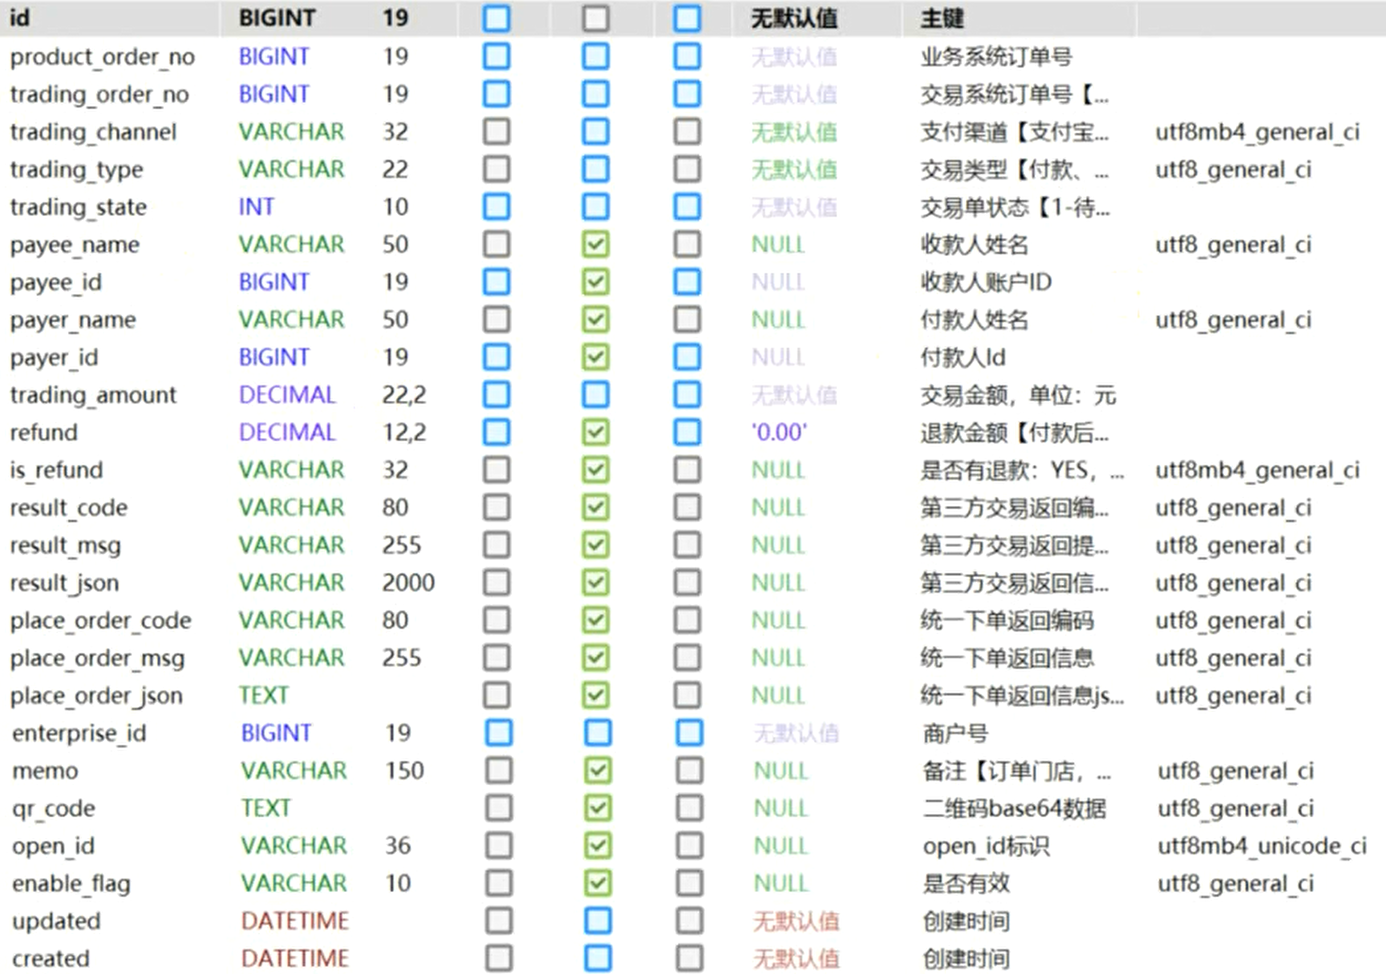 id BIGINT 19 无默认值 主键
product_order_no BIGINT 19 无默认值 业务系统订单号
trading_order_no BIGINT 19 无默认值 交易系统订单号【...
trading_channel VARCHAR 32 无默认值 支付渠道【支付宝... utf8mb4_general_ci
trading_type VARCHAR 22 无默认值 交易类型【付款、... utf8_general_ci
trading_state INT 10 无默认值 交易单状态【1-待...
payee_name VARCHAR 50 NULL 收款人姓名 utf8_general_ci
payee_id BIGINT 19 NULL 收款人账户ID
payer_name VARCHAR 50 NULL 付款人姓名 utf8_general_ci
payer_id BIGINT 19 NULL 付款人Id
trading_amount DECIMAL 22,2 无默认值 交易金额，单位：元
refund DECIMAL 12,2 '0.00' 退款金额【付款后...
is_refund VARCHAR 32 NULL 是否有退款：YES，... utf8mb4_general_ci
result_code VARCHAR 80 NULL 第三方交易返回编... utf8_general_ci
result_msg VARCHAR 255 NULL 第三方交易返回提... utf8_general_ci
result_json VARCHAR 2000 NULL 第三方交易返回信... utf8_general_ci
place_order_code VARCHAR 80 NULL 统一下单返回编码 utf8_general_ci
place_order_msg VARCHAR 255 NULL 统一下单返回信息 utf8_general_ci
place_order_json TEXT NULL 统一下单返回信息js... utf8_general_ci
enterprise_id BIGINT 19 无默认值 商户号
memo VARCHAR 150 NULL 备注【订单门店，... utf8_general_ci
qr_code TEXT NULL 二维码base64数据 utf8_general_ci
open_id VARCHAR 36 NULL open_id标识 utf8mb4_unicode_ci
enable_flag VARCHAR 10 NULL 是否有效 utf8_general_ci
updated DATETIME 无默认值 创建时间
created DATETIME 无默认值 创建时间